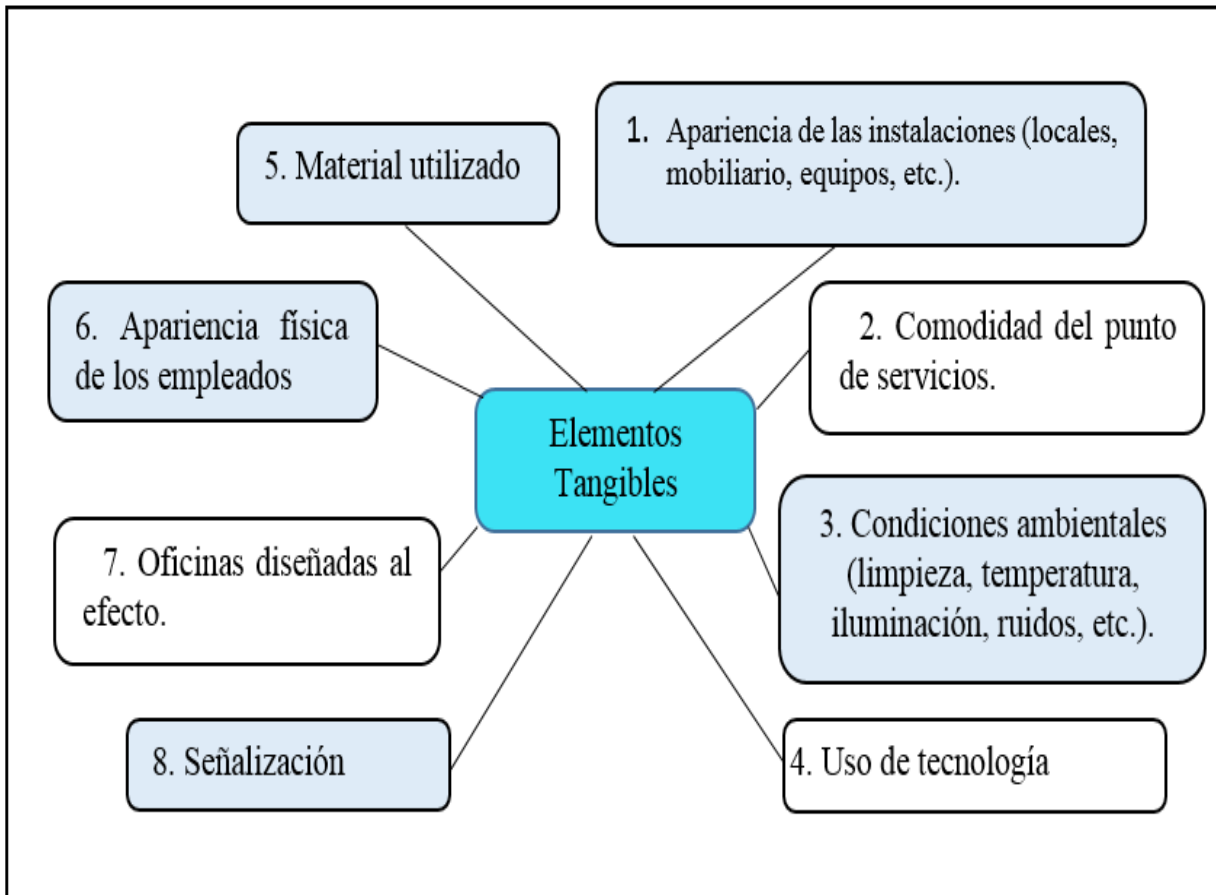 1. Apariencia de las instalaciones (locales,
mobiliario, equipos, etc.).
5. Material utilizado
6. Apariencia física
de los empleados
2. Comodidad del punto
de servicios.
Elementos
Tangibles
7. Oficinas diseñadas al
efecto.
3. Condiciones ambientales
(limpieza, temperatura,
iluminación, ruidos, etc.).
8. Señalización
4. Uso de tecnología